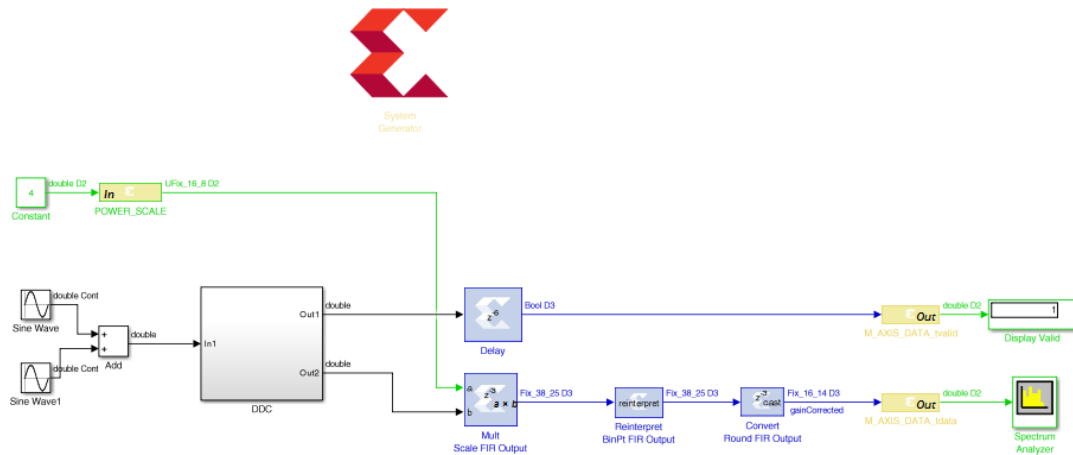 System
Generator
double D2
UFix_16_8 D2
4
In
Constant
POWER_SCALE
double Cont
Sine Wave
double
Add
double Cont
Sine Wave1
In1
Out1
Out2
DDC
double
double
z-6
Delay
Bool D3
Out
M_AXIS_DATA_tvalid
double D2
1
Display Valid
a
b
z-3
a × b
Mult
Scale FIR Output
Fix_38_25 D3
reinterpret
Reinterpret
BinPt FIR Output
Fix_38_25 D3
z-3
cast
Convert
Round FIR Output
Fix_16_14 D3
gainCorrected
Out
M_AXIS_DATA_tdata
double D2
Spectrum
Analyzer